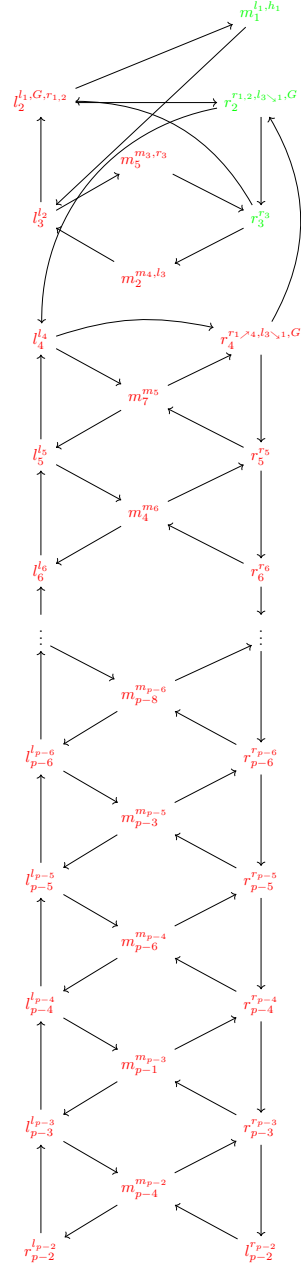 m_1^{l_1,h_1}
l_2^{l_1,G,r_{1,2}} r_2^{r_{1,2},l_{3↘1},G}
m_5^{m_3,r_3}
l_3^{l_2} r_3^{r_3}
m_2^{m_4,l_3}
l_4^{l_4} r_4^{r_{1↗4},l_{3↘1},G}
m_7^{m_5}
l_5^{l_5} r_5^{r_5}
m_4^{m_6}
l_6^{l_6} r_6^{r_6}
⋮ ⋮
m_{p-8}^{m_{p-6}}
l_{p-6}^{l_{p-6}} r_{p-6}^{r_{p-6}}
m_{p-3}^{m_{p-5}}
l_{p-5}^{l_{p-5}} r_{p-5}^{r_{p-5}}
m_{p-6}^{m_{p-4}}
l_{p-4}^{l_{p-4}} r_{p-4}^{r_{p-4}}
m_{p-1}^{m_{p-3}}
l_{p-3}^{l_{p-3}} r_{p-3}^{r_{p-3}}
m_{p-4}^{m_{p-2}}
r_{p-2}^{l_{p-2}} l_{p-2}^{r_{p-2}}